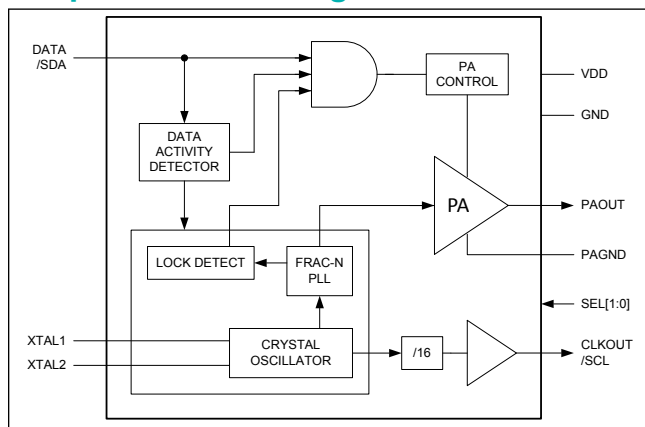 DATA
/SDA
PA
CONTROL
VDD
GND
DATA
ACTIVITY
DETECTOR
PA
PAOUT
PAGND
LOCK DETECT
FRAC-N
PLL
SEL[1:0]
XTAL1
XTAL2
CRYSTAL
OSCILLATOR
/16
CLKOUT
/SCL